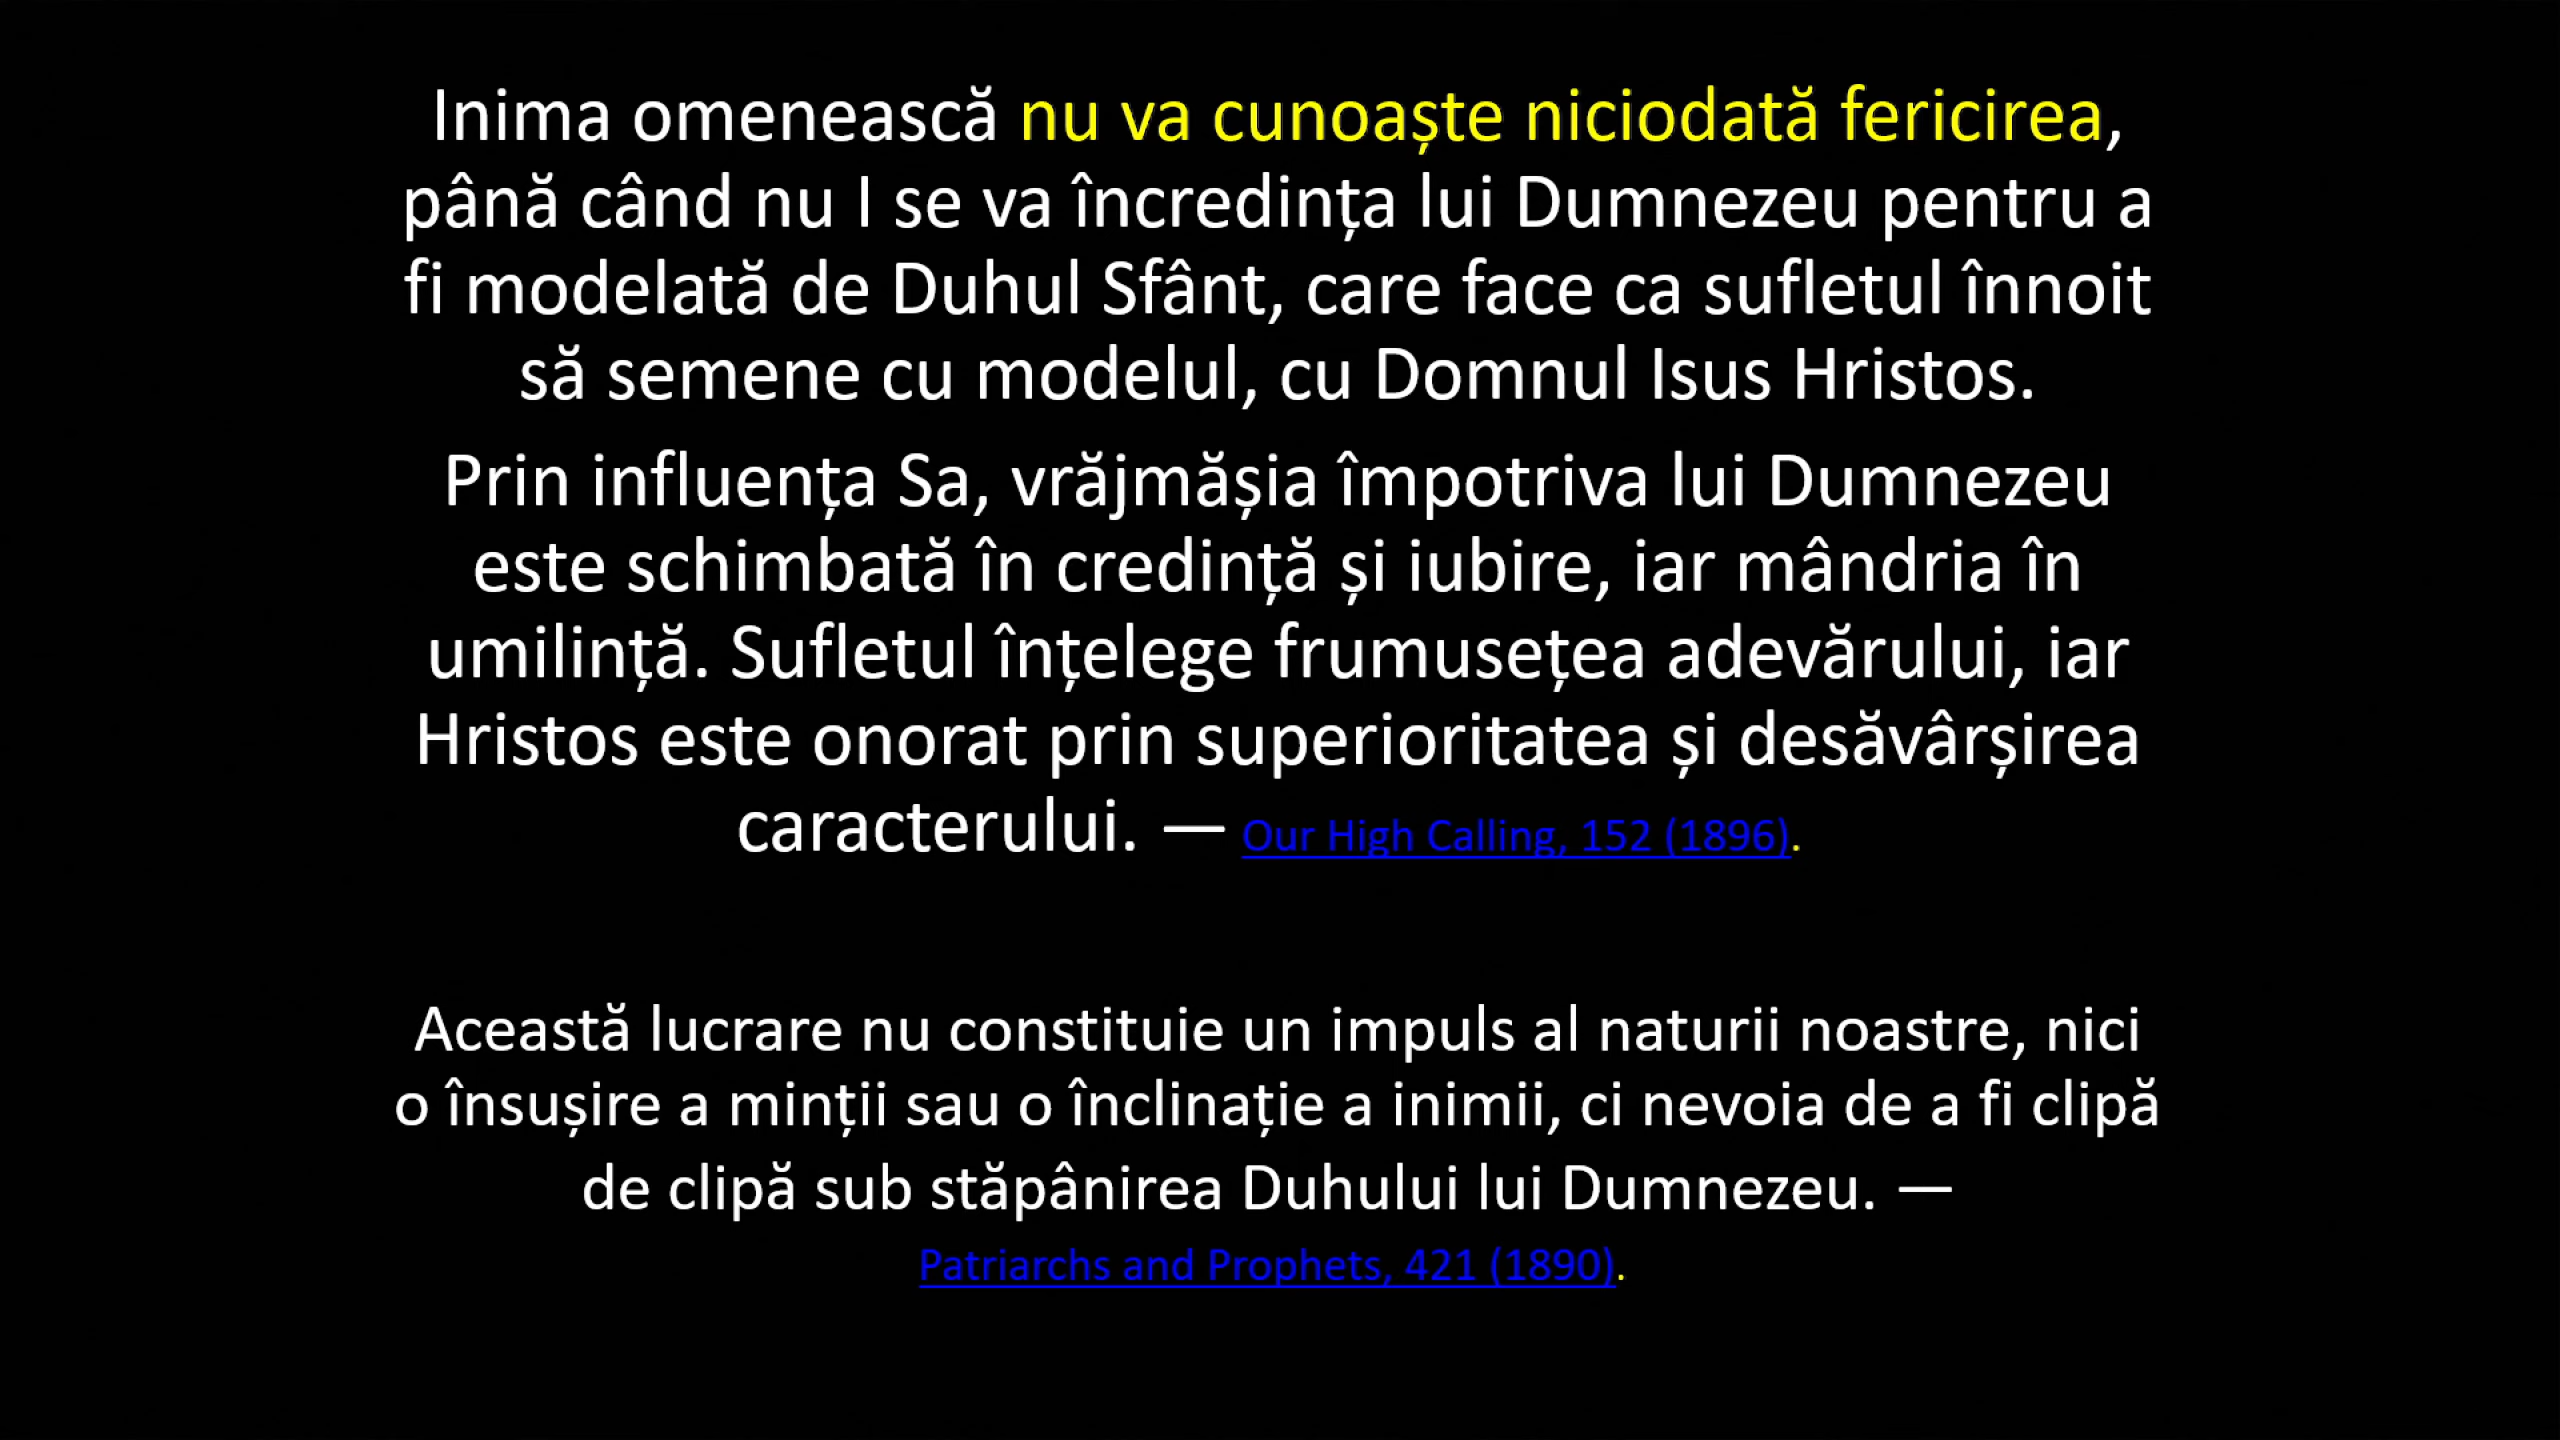 Inima omenească nu va cunoaște niciodată fericirea,
până când nu I se va încredința lui Dumnezeu pentru a
fi modelată de Duhul Sfânt, care face ca sufletul înnoit
să semene cu modelul, cu Domnul Isus Hristos.
Prin influența Sa, vrăjmășia împotriva lui Dumnezeu
este schimbată în credință și iubire, iar mândria în
umilință. Sufletul înțelege frumusețea adevărului, iar
Hristos este onorat prin superioritatea și desăvârșirea
caracterului. — Our High Calling, 152 (1896).
Această lucrare nu constituie un impuls al naturii noastre, nici
o însușire a minții sau o înclinație a inimii, ci nevoia de a fi clipă
de clipă sub stăpânirea Duhului lui Dumnezeu. —
Patriarchs and Prophets, 421 (1890).